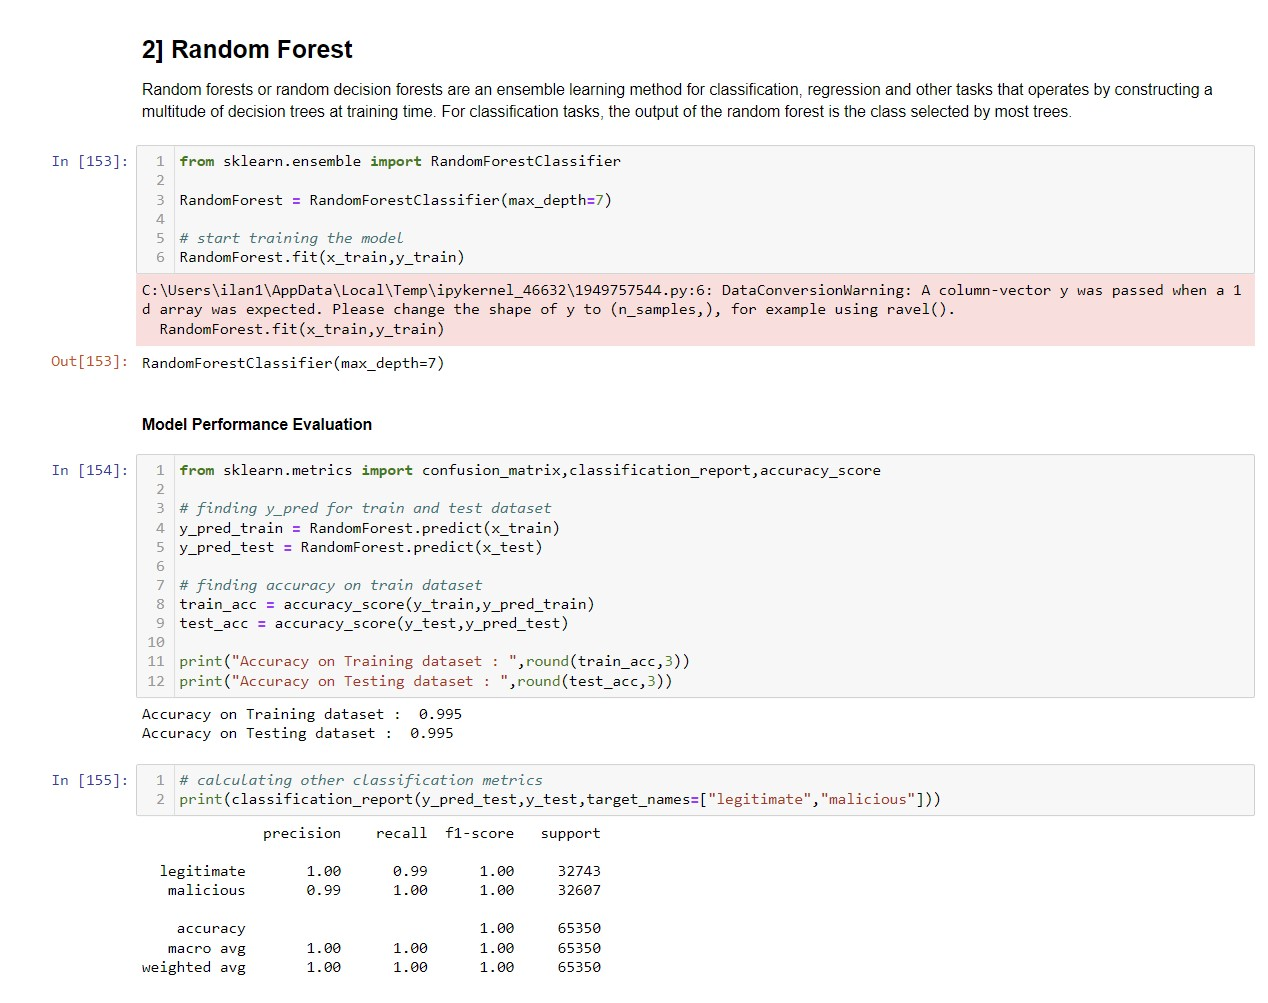 2] Random Forest
Random forests or random decision forests are an ensemble learning method for classification, regression and other tasks that operates by constructing a
multitude of decision trees at training time. For classification tasks, the output of the random forest is the class selected by most trees.
In [153]:
1 from sklearn.ensemble import RandomForestClassifier
2
3 RandomForest = RandomForestClassifier(max_depth=7)
4
5 # start training the model
6 RandomForest.fit(x_train,y_train)
C:\Users\ilan1\AppData\Local\Temp\ipykernel_46632\1949757544.py:6: DataConversionWarning: A column-vector y was passed when a 1
d array was expected. Please change the shape of y to (n_samples,), for example using ravel().
  RandomForest.fit(x_train,y_train)
Out[153]: RandomForestClassifier(max_depth=7)
Model Performance Evaluation
In [154]:
1 from sklearn.metrics import confusion_matrix,classification_report,accuracy_score
2
3 # finding y_pred for train and test dataset
4 y_pred_train = RandomForest.predict(x_train)
5 y_pred_test = RandomForest.predict(x_test)
6
7 # finding accuracy on train dataset
8 train_acc = accuracy_score(y_train,y_pred_train)
9 test_acc = accuracy_score(y_test,y_pred_test)
10
11 print("Accuracy on Training dataset : ",round(train_acc,3))
12 print("Accuracy on Testing dataset : ",round(test_acc,3))
Accuracy on Training dataset :  0.995
Accuracy on Testing dataset :  0.995
In [155]:
1 # calculating other classification metrics
2 print(classification_report(y_pred_test,y_test,target_names=["legitimate","malicious"]))
precision recall f1-score support
legitimate 1.00 0.99 1.00 32743
malicious 0.99 1.00 1.00 32607
accuracy 1.00 65350
macro avg 1.00 1.00 1.00 65350
weighted avg 1.00 1.00 1.00 65350